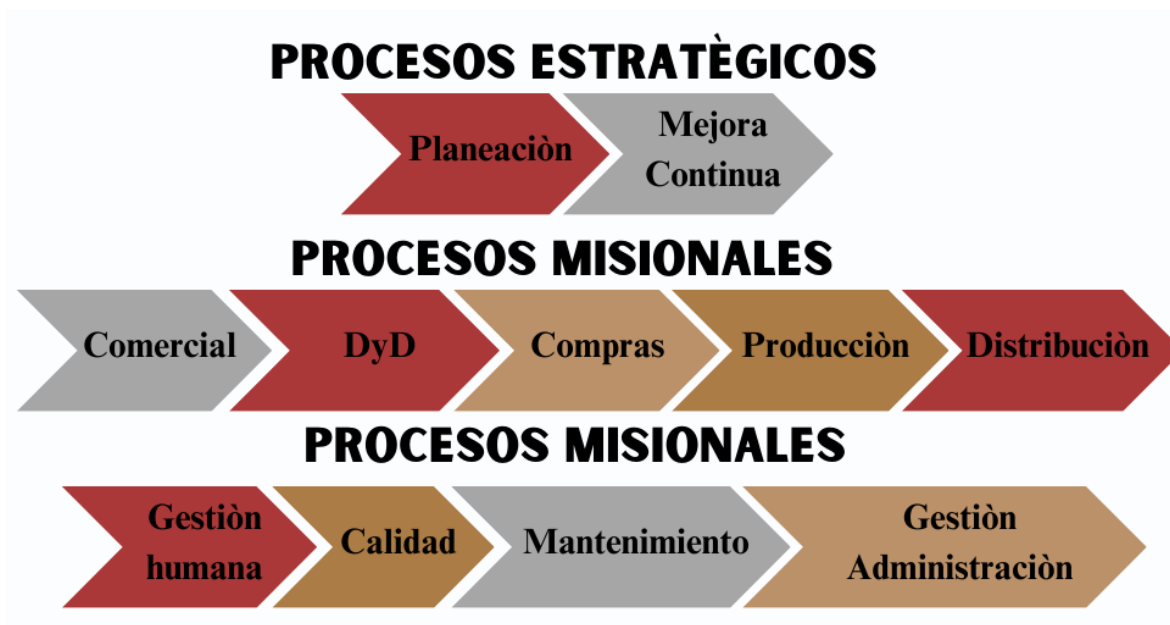 PROCESOS ESTRATÈGICOS
Planeaciòn
Mejora
Continua
PROCESOS MISIONALES
Comercial
DyD
Compras
Producciòn
Distribuciòn
PROCESOS MISIONALES
Gestiòn
humana
Calidad
Mantenimiento
Gestiòn
Administraciòn